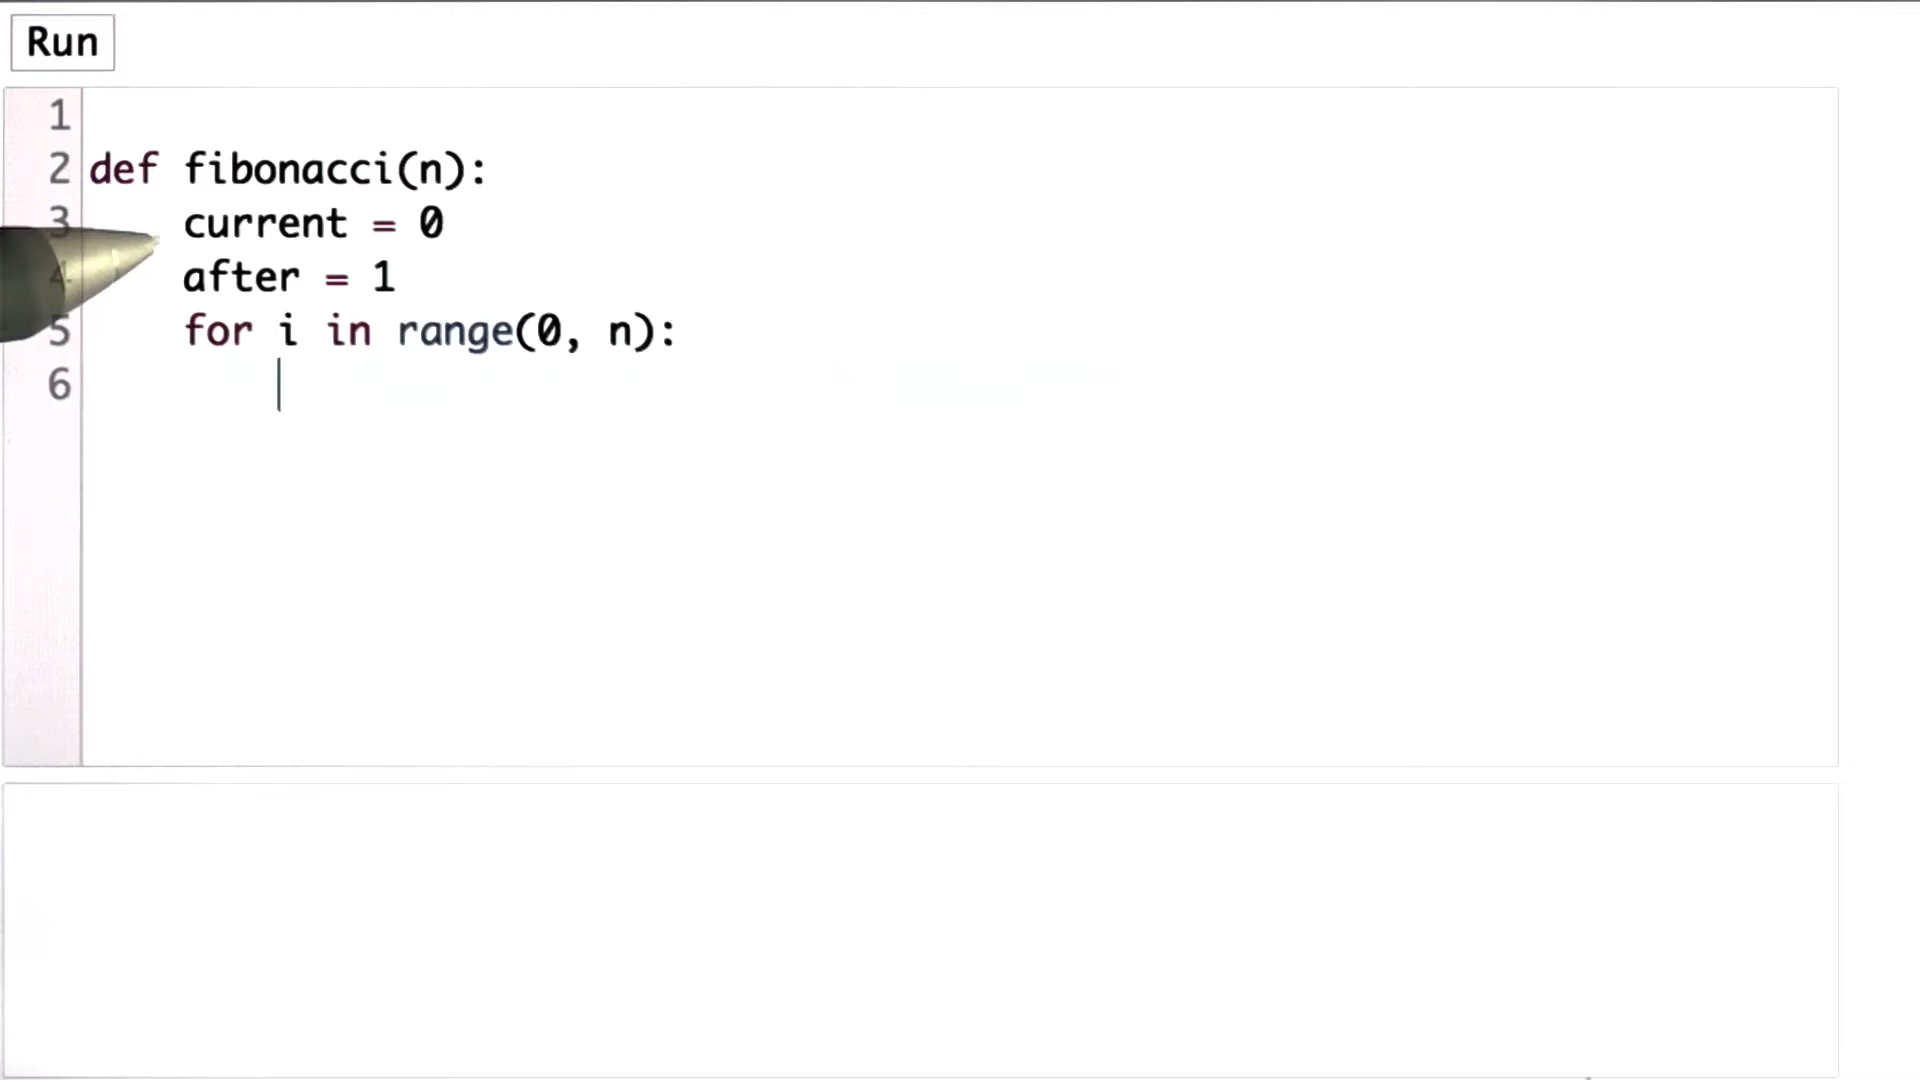 Run
1
2 def fibonacci(n):
3 current = 0
4 after = 1
5 for i in range(0, n):
6